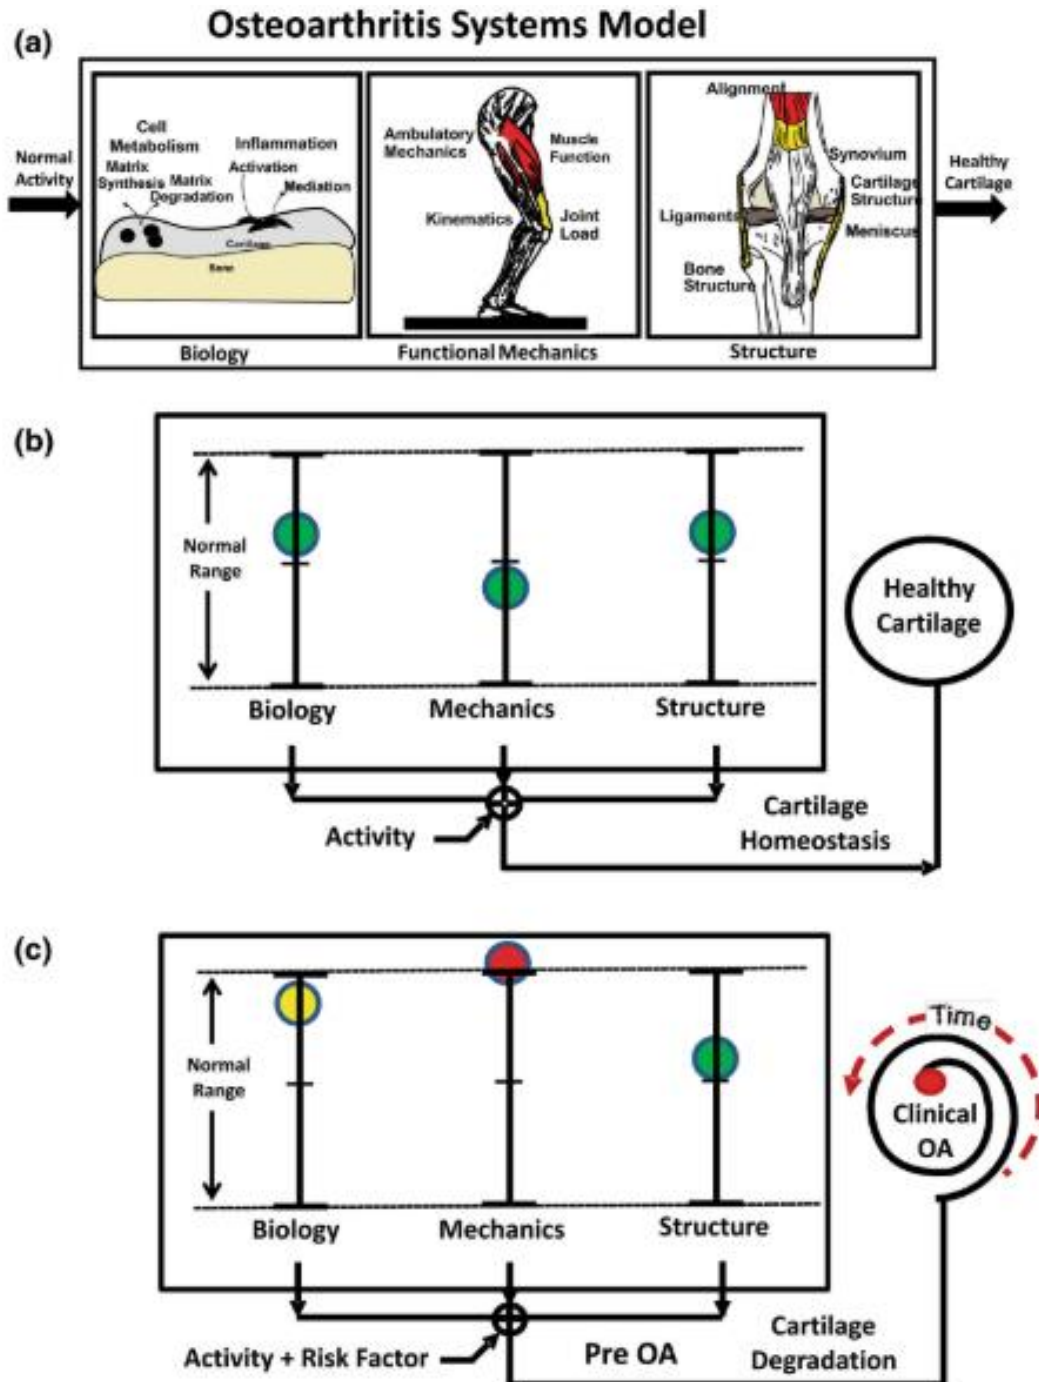 Osteoarthritis Systems Model
(a)
Normal
Activity
Cell
Metabolism
Matrix
Synthesis
Matrix
Degradation
Inflammation
Activation
Mediation
Cartilage
Bone
Biology
Ambulatory
Mechanics
Muscle
Function
Kinematics
Joint
Load
Functional Mechanics
Alignment
Synovium
Cartilage
Structure
Ligaments
Meniscus
Bone
Structure
Structure
Healthy
Cartilage
(b)
Normal
Range
Biology
Mechanics
Structure
Healthy
Cartilage
Activity
Cartilage
Homeostasis
(c)
Normal
Range
Biology
Mechanics
Structure
Time
Clinical
OA
Activity + Risk Factor
Pre OA
Cartilage
Degradation